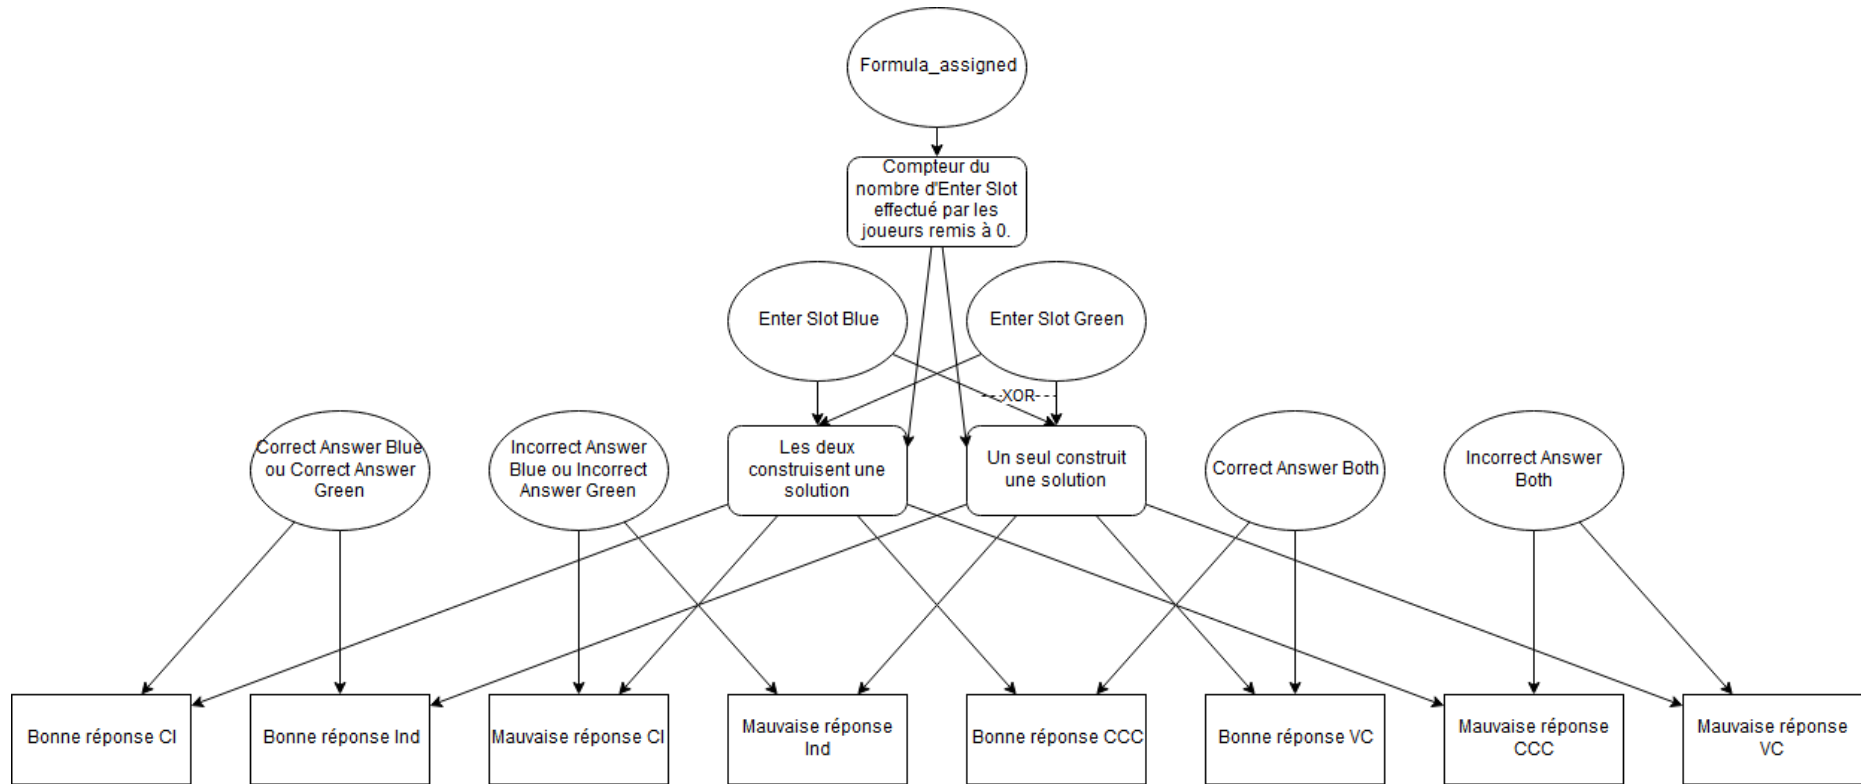 Formula_assigned
Compteur du
nombre d'Enter Slot
effectué par les
joueurs remis à 0.
Enter Slot Blue
Enter Slot Green
XOR
Correct Answer Blue
ou Correct Answer
Green
Incorrect Answer
Blue ou Incorrect
Answer Green
Les deux
construisent une
solution
Un seul construit
une solution
Correct Answer Both
Incorrect Answer
Both
Bonne réponse CI
Bonne réponse Ind
Mauvaise réponse CI
Mauvaise réponse
Ind
Bonne réponse CCC
Bonne réponse VC
Mauvaise réponse
CCC
Mauvaise réponse
VC